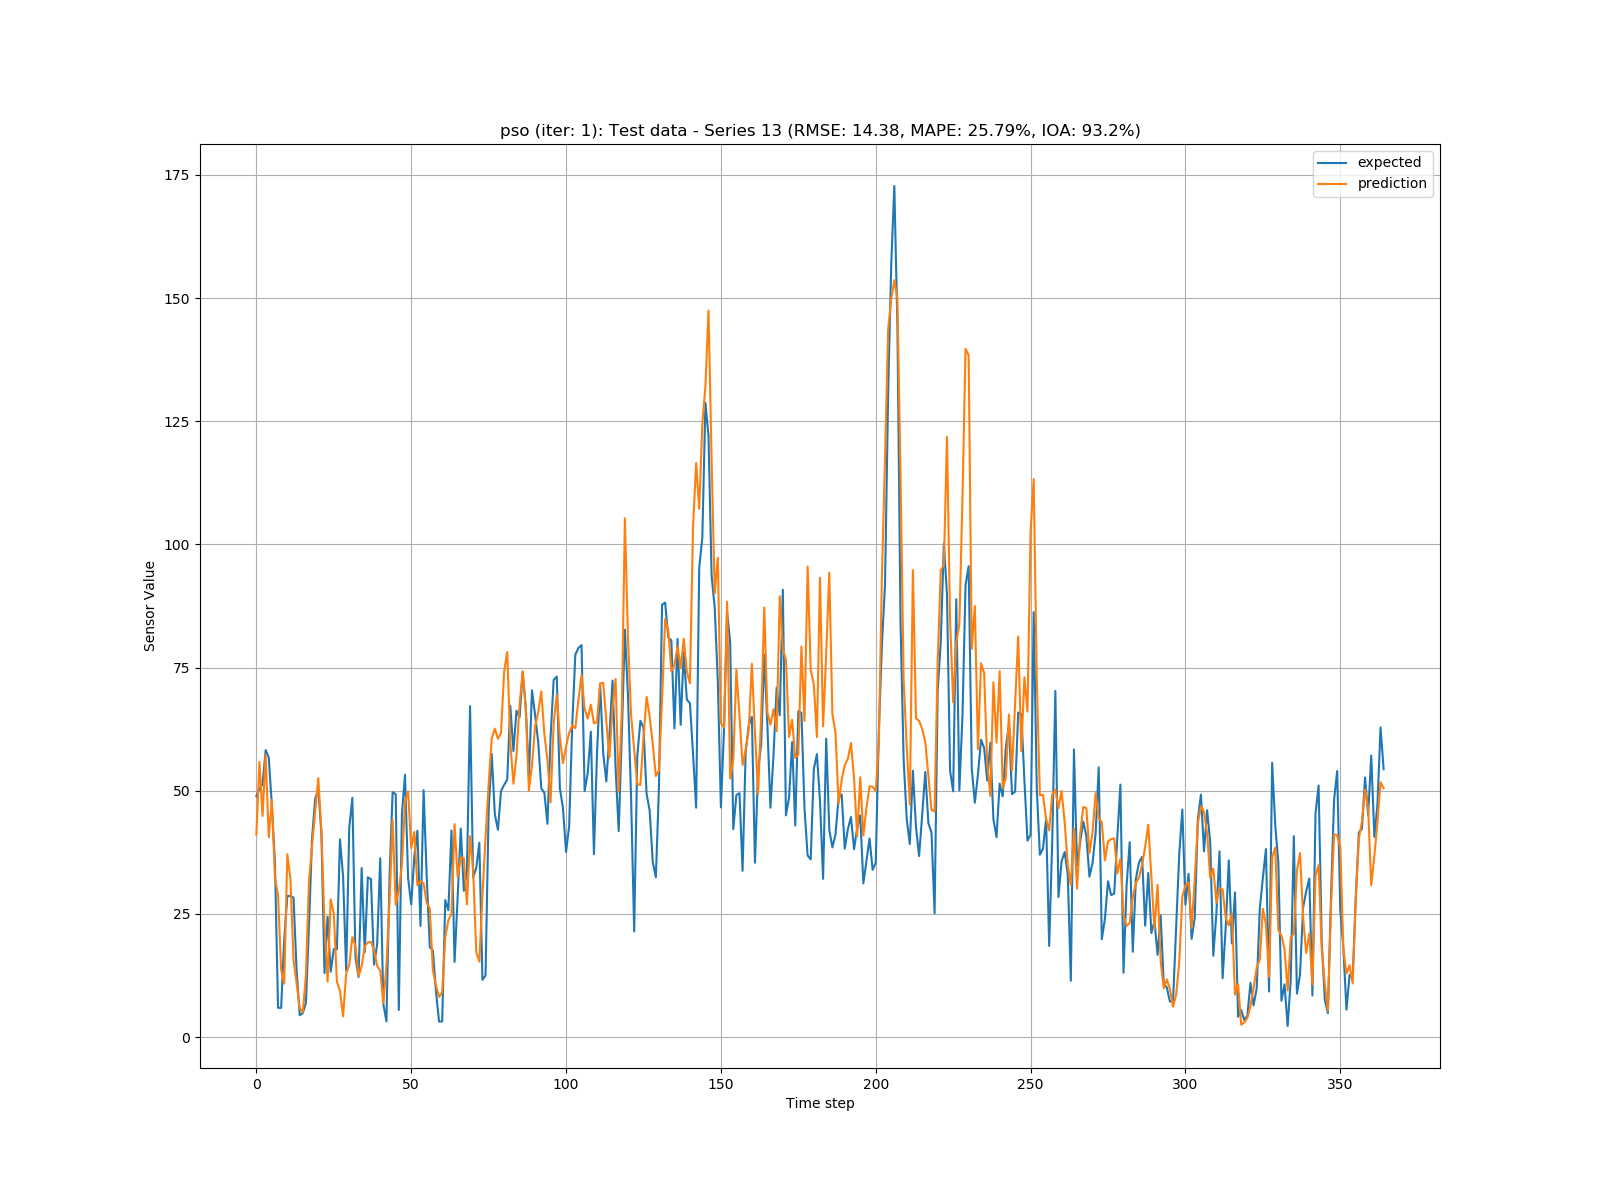 pso (iter: 1): Test data - Series 13 (RMSE: 14.38, MAPE: 25.79%, IOA: 93.2%)
expected
prediction
175
150
125
100
75
50
25
0
Sensor Value
0 50 100 150 200 250 300 350
Time step